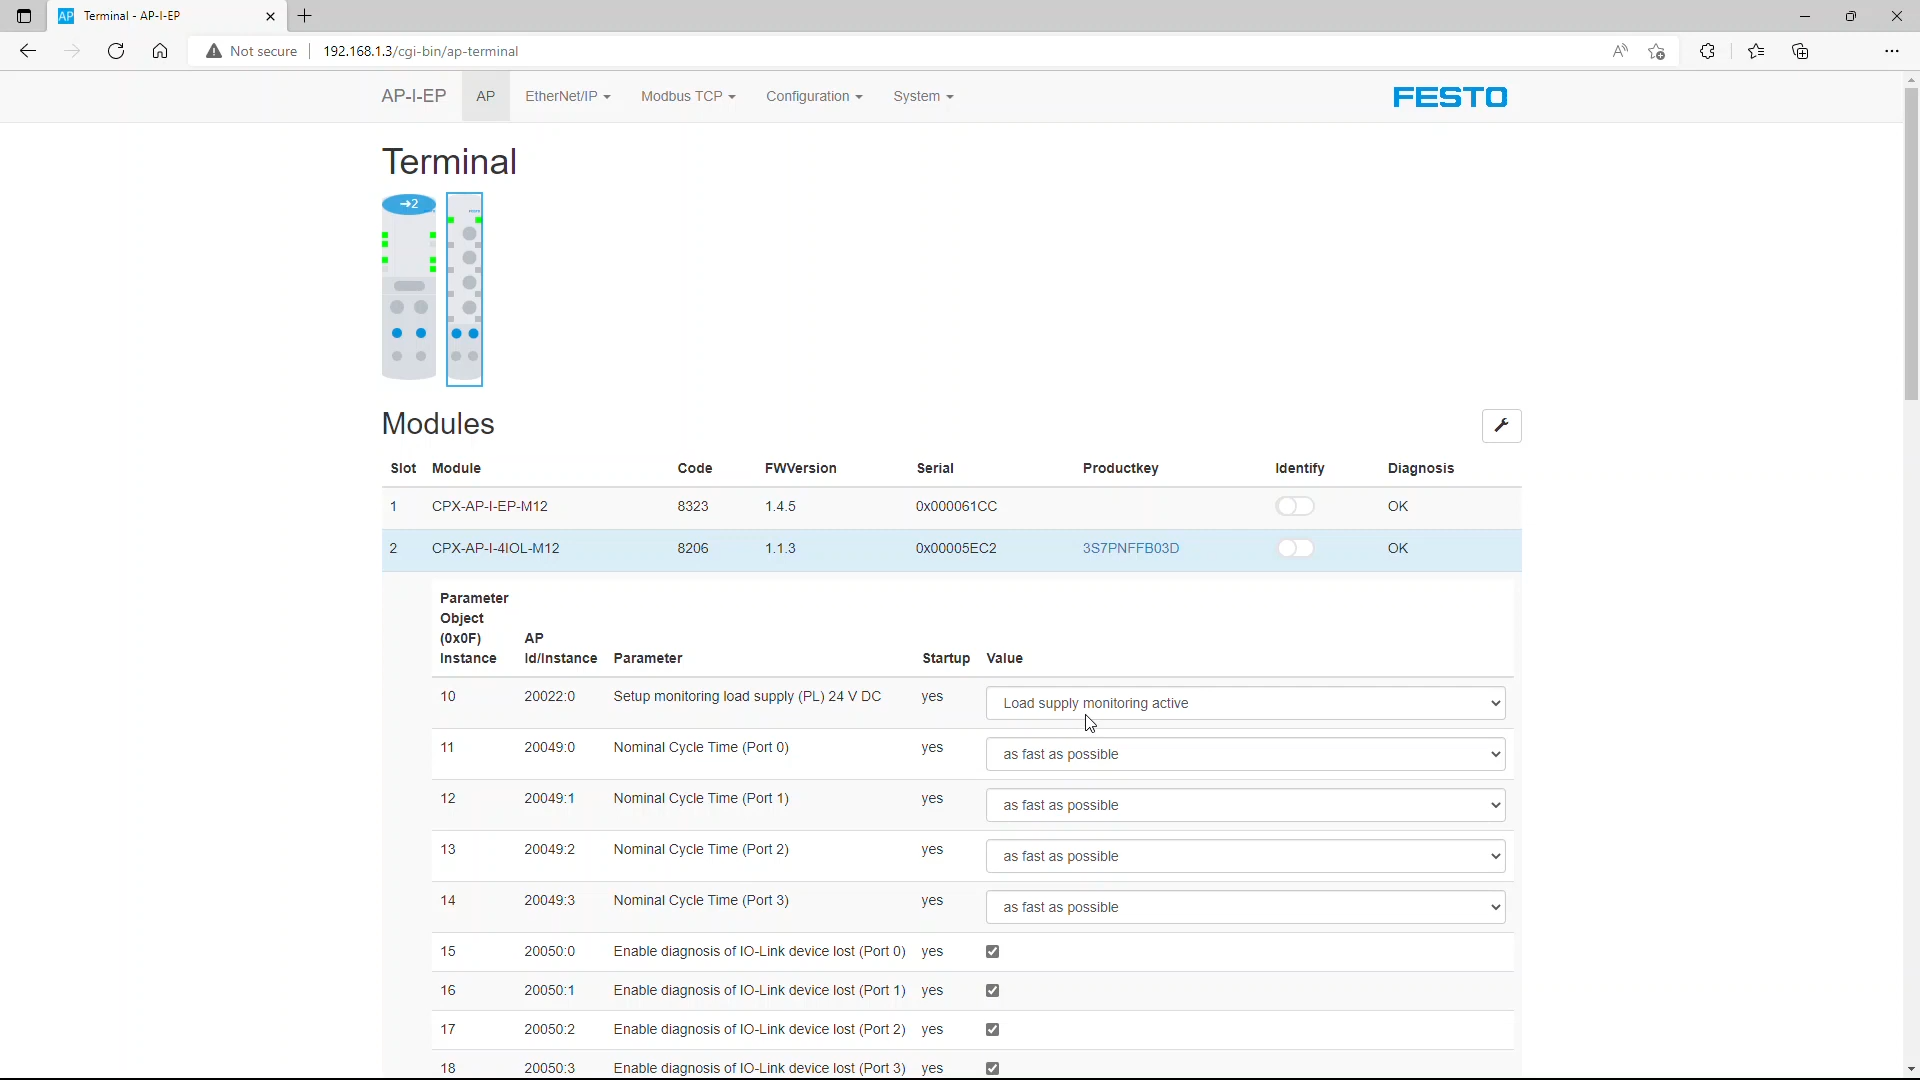 AP Terminal - AP-I-EP
Not secure 192.168.1.3/cgi-bin/ap-terminal
AP-I-EP AP EtherNet/IP Modbus TCP Configuration System FESTO
Terminal
→2
Modules
Slot Module Code FWVersion Serial Productkey Identify Diagnosis
1 CPX-AP-I-EP-M12 8323 1.4.5 0x000061CC OK
2 CPX-AP-I-4IOL-M12 8206 1.1.3 0x00005EC2 3S7PNFFB03D OK
Parameter
Object
(0x0F) AP
Instance Id/Instance Parameter Startup Value
10 20022:0 Setup monitoring load supply (PL) 24 V DC yes Load supply monitoring active
11 20049:0 Nominal Cycle Time (Port 0) yes as fast as possible
12 20049:1 Nominal Cycle Time (Port 1) yes as fast as possible
13 20049:2 Nominal Cycle Time (Port 2) yes as fast as possible
14 20049:3 Nominal Cycle Time (Port 3) yes as fast as possible
15 20050:0 Enable diagnosis of IO-Link device lost (Port 0) yes
16 20050:1 Enable diagnosis of IO-Link device lost (Port 1) yes
17 20050:2 Enable diagnosis of IO-Link device lost (Port 2) yes
18 20050:3 Enable diagnosis of IO-Link device lost (Port 3) yes